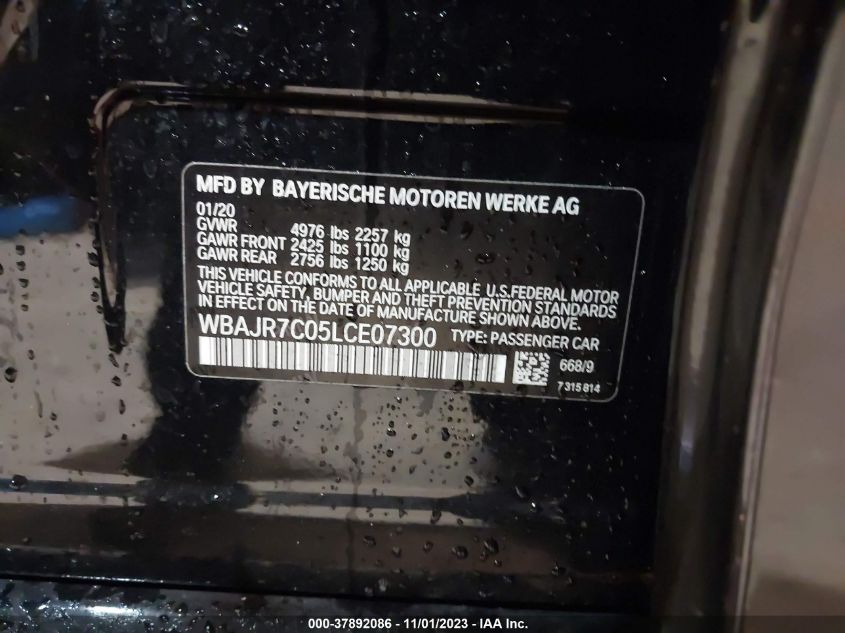 MFD BY BAYERISCHE MOTOREN WERKE AG
01/20
GVWR 4976 lbs 2257 kg
GAWR FRONT 2425 lbs 1100 kg
GAWR REAR 2756 lbs 1250 kg
THIS VEHICLE CONFORMS TO ALL APPLICABLE U.S.FEDERAL MOTOR
VEHICLE SAFETY, BUMPER AND THEFT PREVENTION STANDARDS
IN EFFECT ON THE DATE OF MANUFACTURE SHOWN ABOVE.
WBAJR7C05LCE07300 TYPE: PASSENGER CAR
668/9
7315814
000-37892086 - 11/01/2023 - IAA Inc.